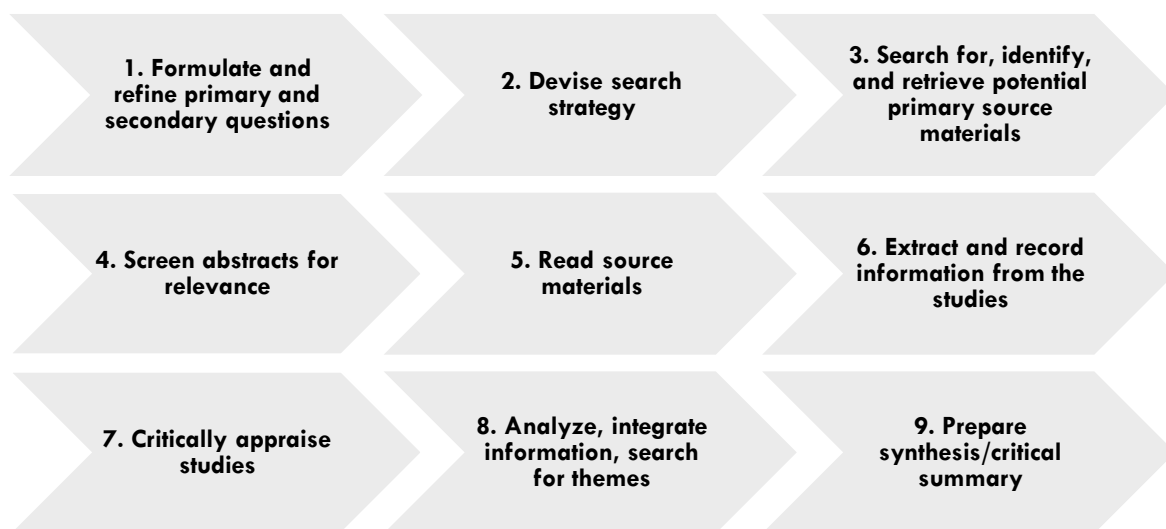 1. Formulate and
refine primary and
secondary questions
2. Devise search
strategy
3. Search for, identify,
and retrieve potential
primary source
materials
4. Screen abstracts for
relevance
5. Read source
materials
6. Extract and record
information from the
studies
7. Critically appraise
studies
8. Analyze, integrate
information, search
for themes
9. Prepare
synthesis/critical
summary